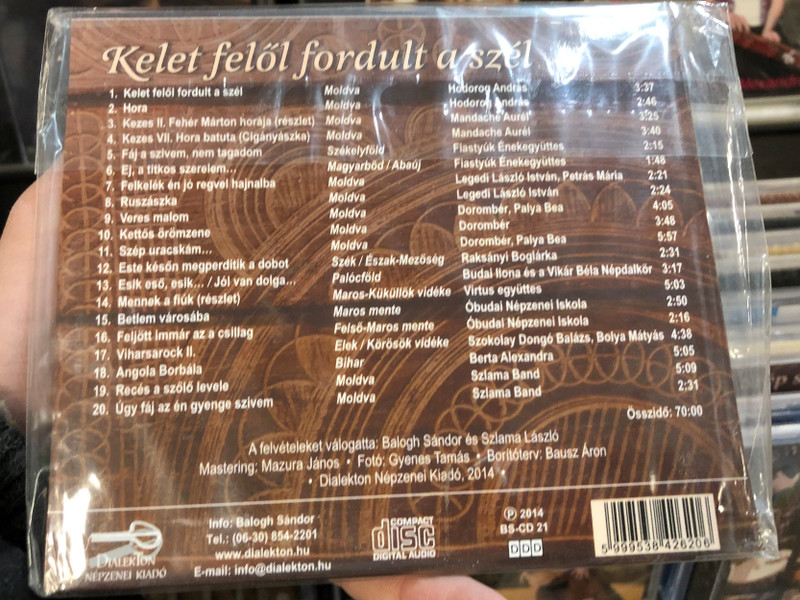 Kelet felől fordult a szél
1. Kelet felől fordult a szél Moldva Hodorog András 3:37
2. Hora Moldva Hodorog András 2:46
3. Kezes II. Fehér Márton horája (részlet) Moldva Mandache Aurél 3:25
4. Kezes VII. Hora batuta (Cigányászka) Moldva Mandache Aurél 3:40
5. Fáj a szívem, nem tagadom Székelyföld Fiastyúk Énekegyüttes 2:15
6. Ej, a titkos szerelem... Magyarbőd / Abaúj Fiastyúk Énekegyüttes 1:48
7. Felkelék én jó regvel hajnalba Moldva Legedi László István, Petrás Mária 2:21
8. Ruszászka Moldva Legedi László István 2:24
9. Veres malom Moldva Dorombér, Palya Bea 4:05
10. Kettős örömzene Moldva Dorombér 3:48
11. Szép uracskám... Moldva Dorombér, Palya Bea 5:57
12. Este későn megperdítik a dobot Szék / Észak-Mezőség Raksányi Boglárka 2:31
13. Esik eső, esik... / Jól van dolga... Palócföld Budai Ilona és a Vikár Béla Népdalkör 3:17
14. Mennek a fiúk (részlet) Maros-Küküllők vidéke Virtus együttes 5:03
15. Betlem városába Maros mente Óbudai Népzenei Iskola 2:50
16. Feljött immár az a csillag Felső-Maros mente Óbudai Népzenei Iskola 2:16
17. Viharsarock II. Elek / Körösök vidéke Szokolay Dongó Balázs, Bolya Mátyás 4:38
18. Angola Borbála Bihar Berta Alexandra 5:05
19. Recés a szőlő levele Moldva Szlama Band 5:09
20. Úgy fáj az én gyenge szívem Moldva Szlama Band 2:31
Összidő: 70:00
A felvételeket válogatta: Balogh Sándor és Szlama László
Mastering: Mazura János • Fotó: Gyenes Tamás • Borítóterv: Bausz Áron
• Dialekton Népzenei Kiadó, 2014 •
DIALEKTON
NÉPZENEI KIADÓ
Info: Balogh Sándor
Tel.: (06-30) 854-2201
www.dialekton.hu
E-mail: info@dialekton.hu
COMPACT
disc
DIGITAL AUDIO
℗ 2014
BS-CD 21
DDD
5 999538 426206